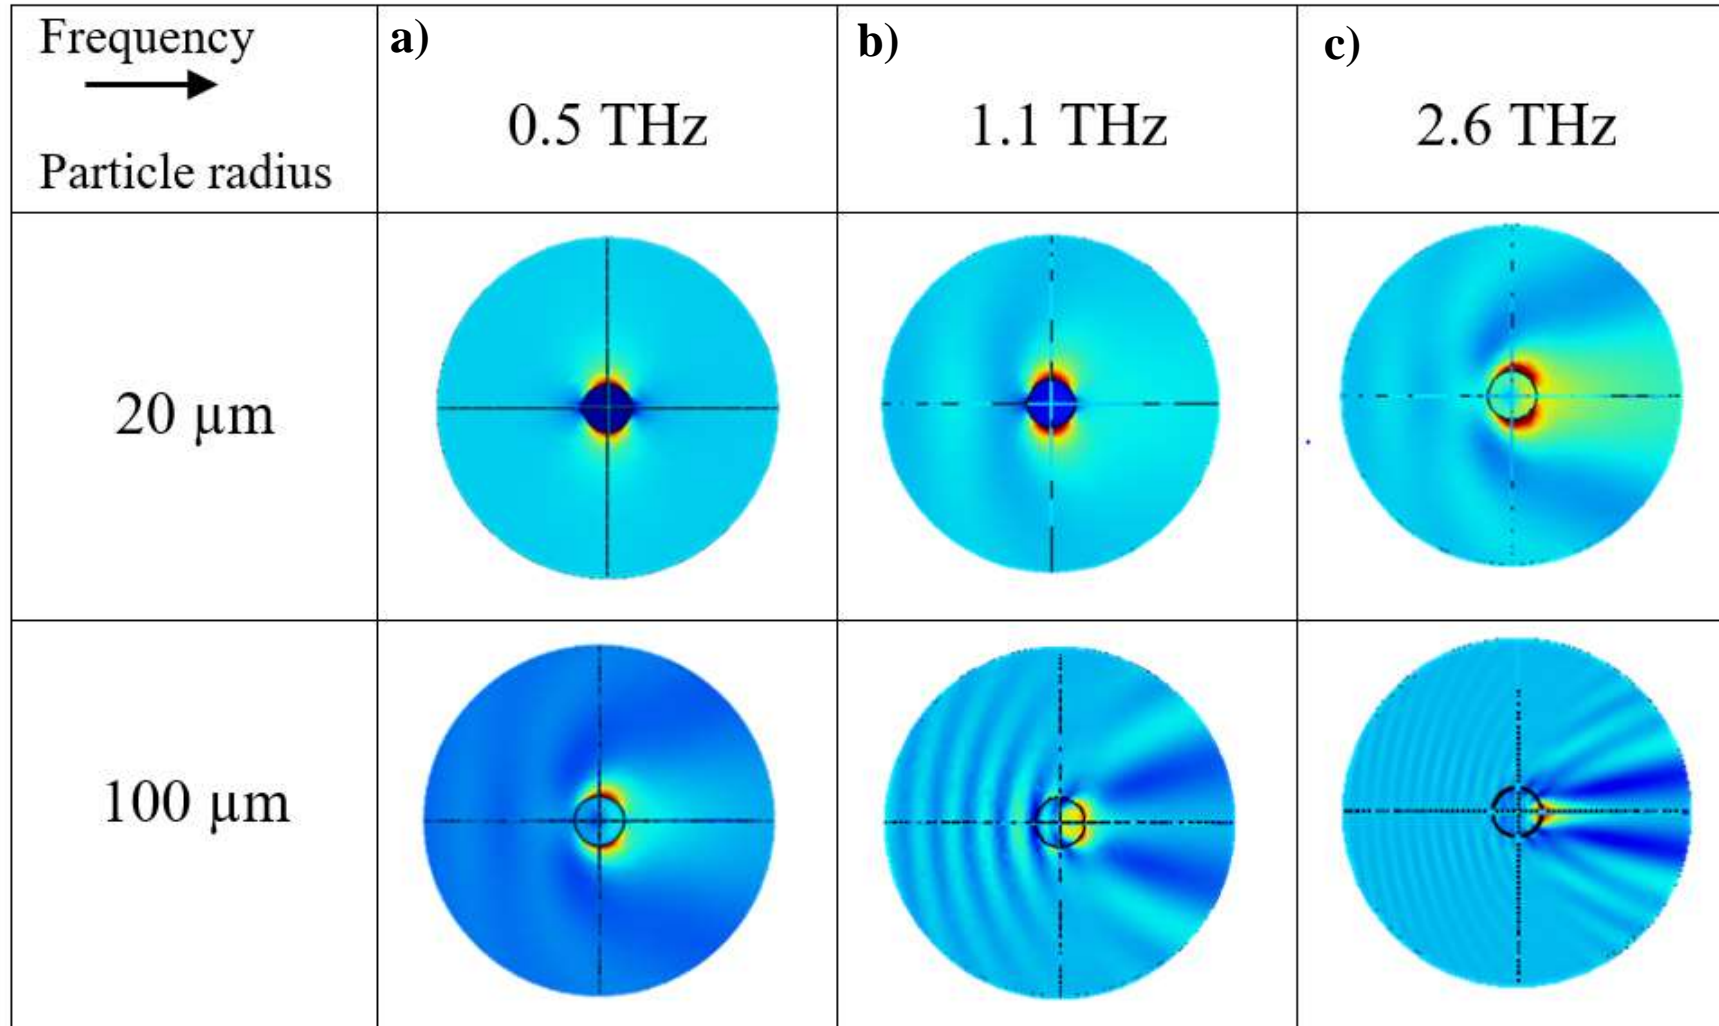 Frequency
Particle radius
a)
0.5 THz
b)
1.1 THz
c)
2.6 THz
20 µm
100 µm